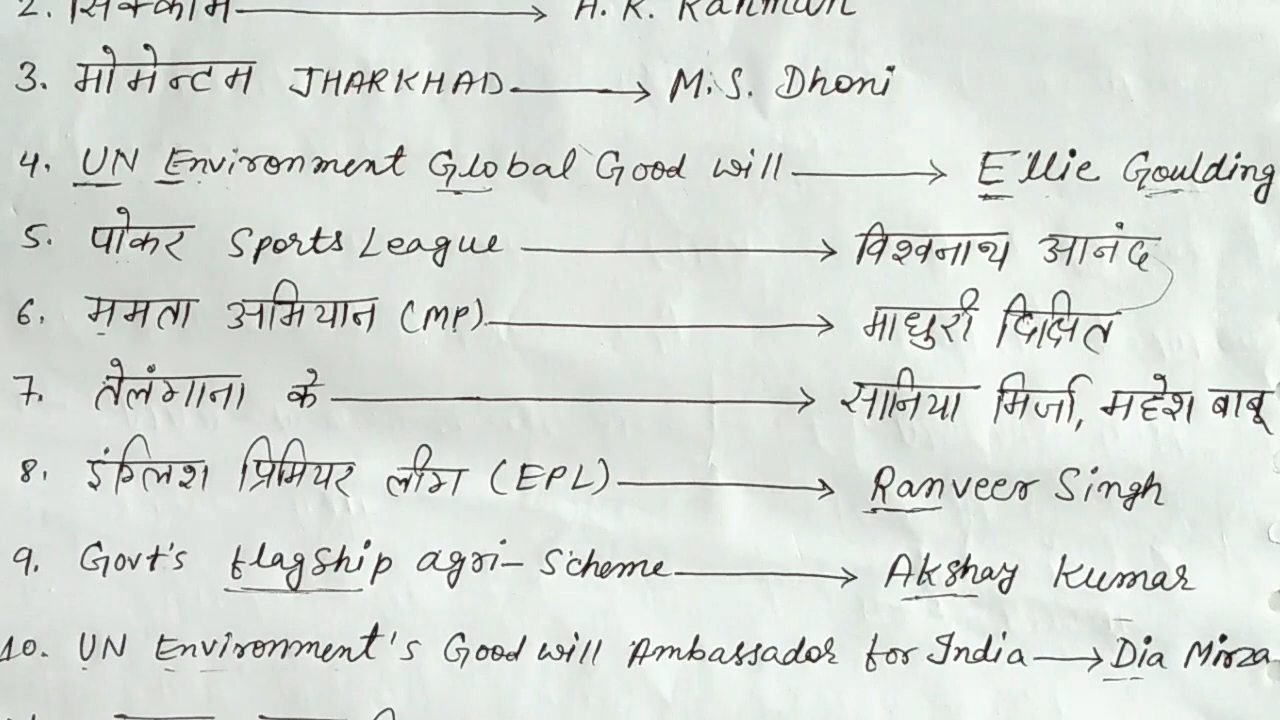 2. सिक्किम → A. R. Rahman
3. मोमेन्टम JHARKHAD → M.S. Dhoni
4. UN Environment Global Good will → Ellie Goulding
5. पोकर Sports League → विश्वनाथ आनंद
6. ममता अभियान (MP) → माधुरी दिक्षित
7. तेलंगाना के → सानिया मिर्जा, महेश बाबू
8. इंग्लिश प्रिमियर लीग (EPL) → Ranveer Singh
9. Govt's flagship agri-Scheme → Akshay Kumar
10. UN Environment's Good will Ambassador for India → Dia Mirza